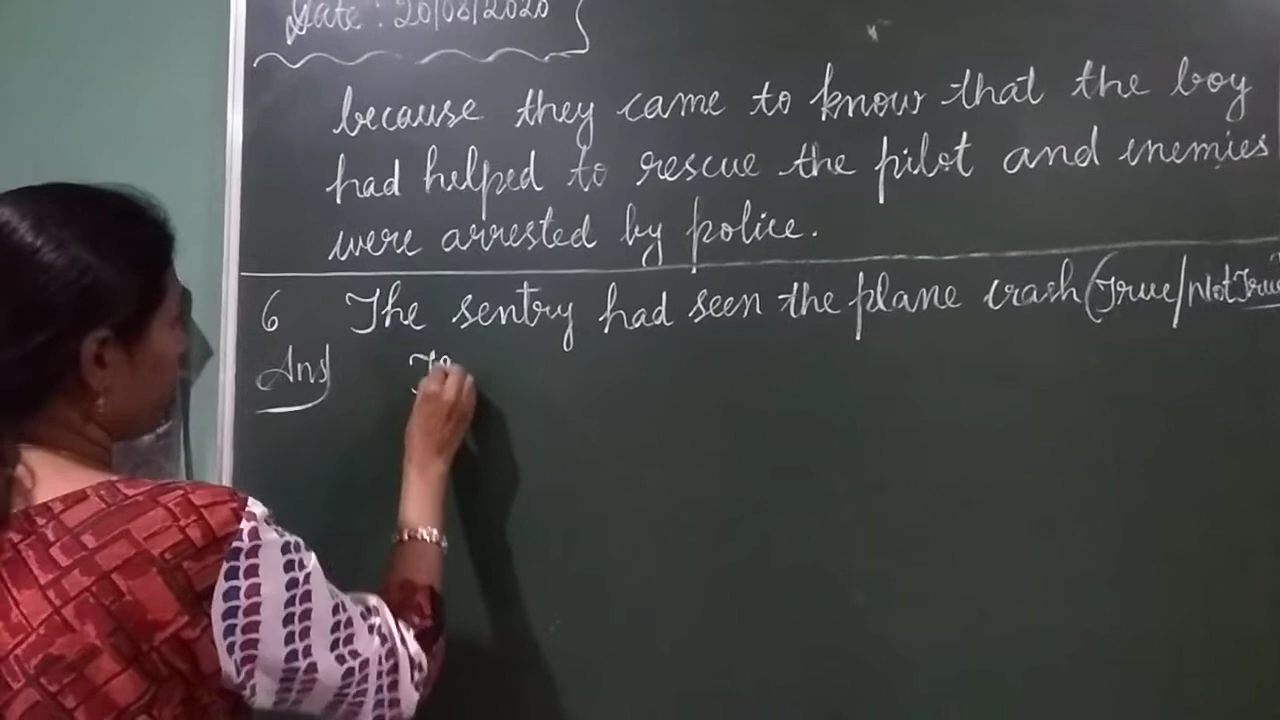 Date : 20/08/2020
because they came to know that the boy
had helped to rescue the pilot and enemies
were arrested by police.
6 The sentry had seen the plane crash (True/Not True
Ans